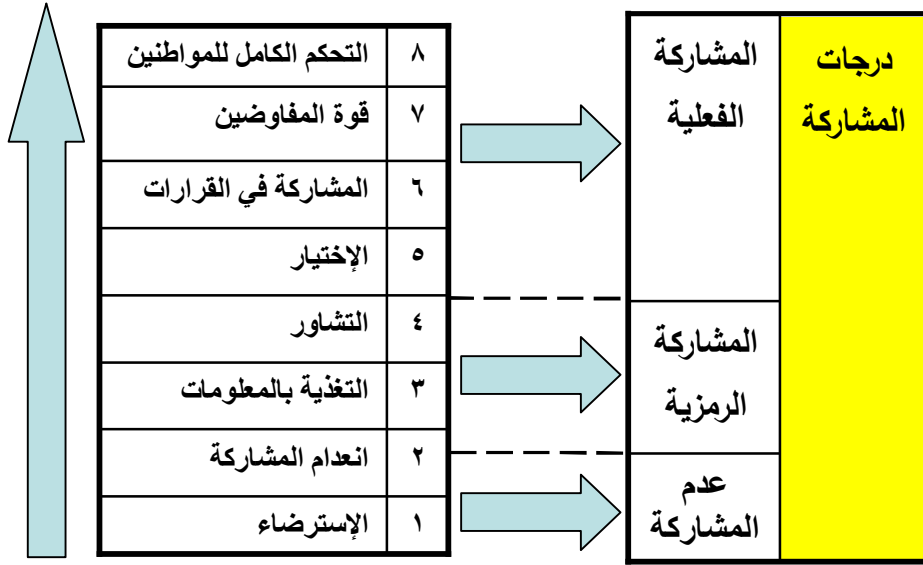 درجات
المشاركة
المشاركة
الفعلية
المشاركة
الرمزية
عدم
المشاركة
٨ التحكم الكامل للمواطنين
٧ قوة المفاوضين
٦ المشاركة في القرارات
٥ الإختيار
٤ التشاور
٣ التغذية بالمعلومات
٢ انعدام المشاركة
١ الإسترضاء